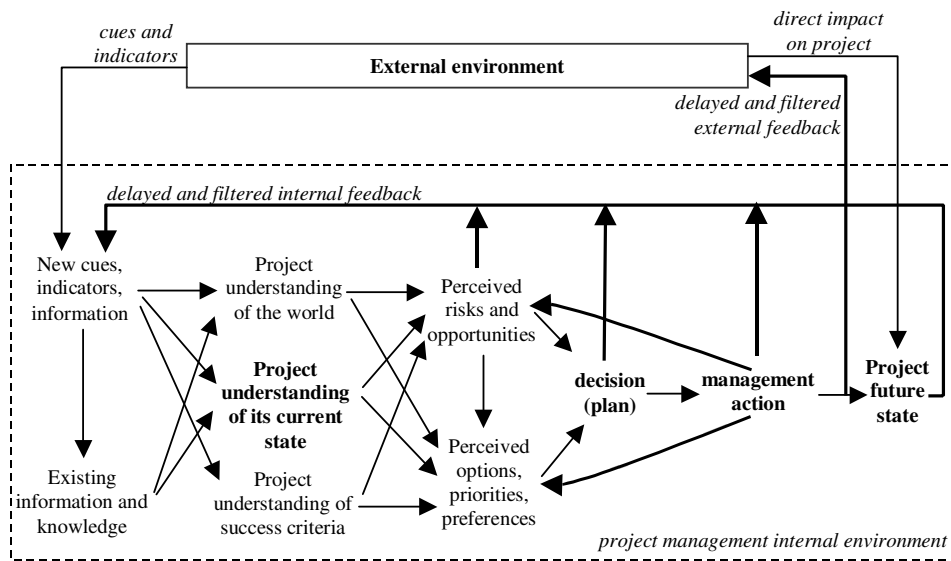 cues and
indicators
External environment
direct impact
on project
delayed and filtered
external feedback
delayed and filtered internal feedback
New cues,
indicators,
information
Project
understanding
of the world
Perceived
risks and
opportunities
Project
understanding
of its current
state
decision
(plan)
management
action
Project
future
state
Existing
information and
knowledge
Project
understanding of
success criteria
Perceived
options,
priorities,
preferences
project management internal environment